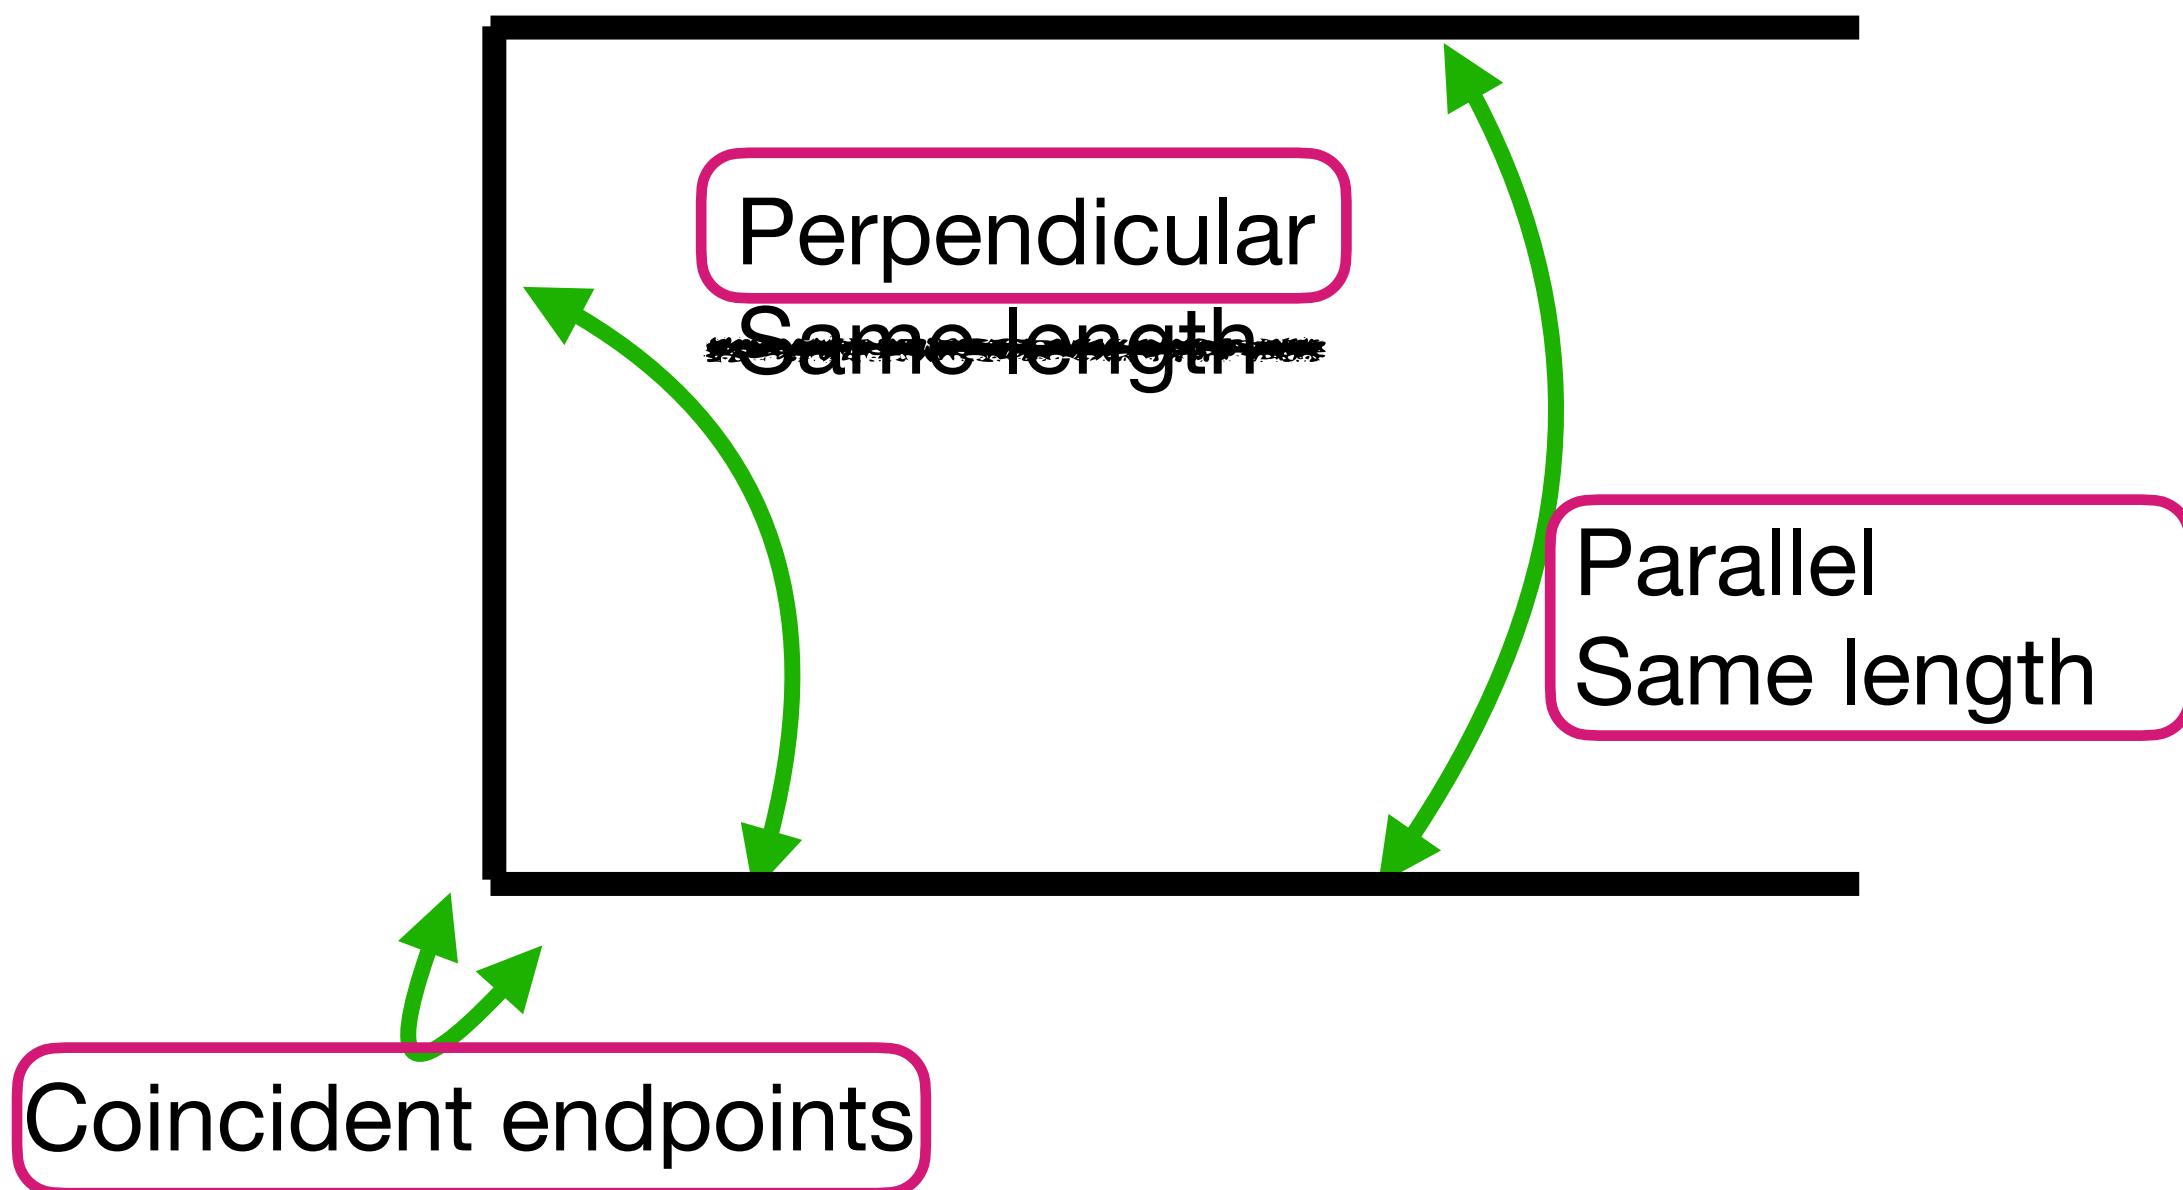 Perpendicular
Same length
Parallel
Same length
Coincident endpoints